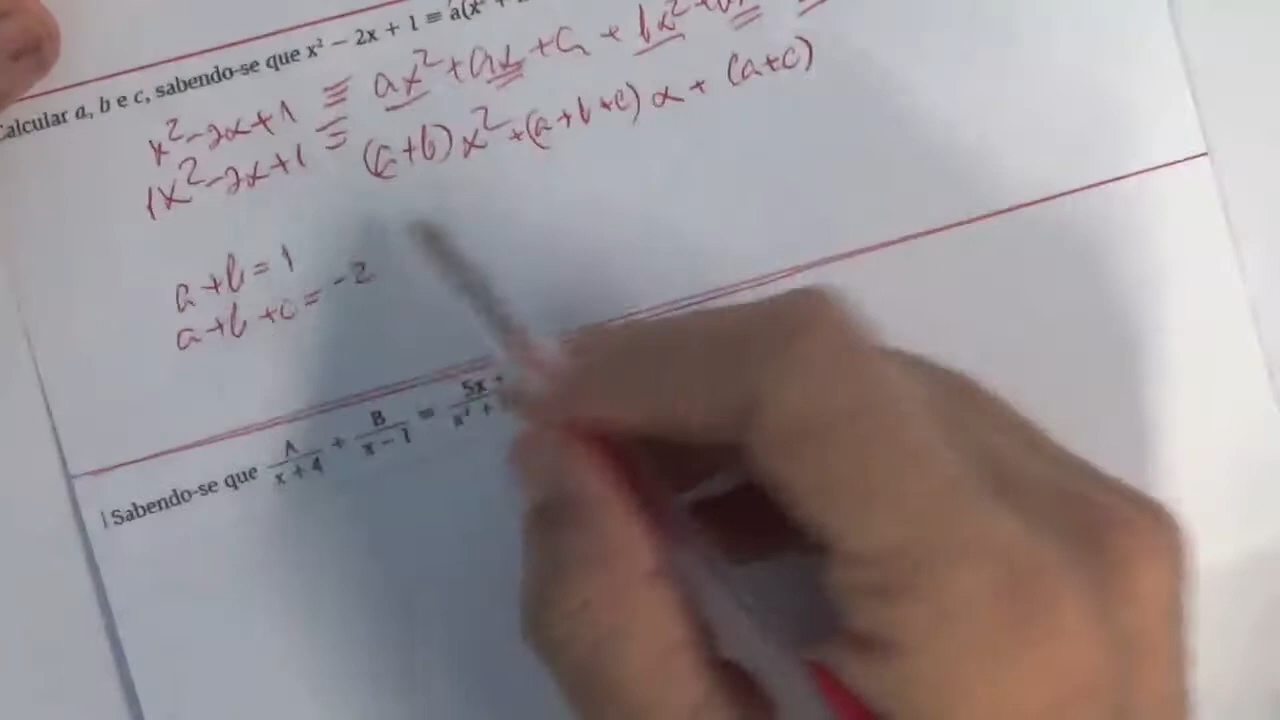 Calcular a, b e c, sabendo-se que x² − 2x + 1 ≡ a(x² +
x² - 2x + 1 ≡ ax² + ax + a + bx² +
1x² - 2x + 1 ≡ (a+b)x² + (a+b+c)x + (a+c)
a+b = 1
a+b+c = -2
Sabendo-se que A/(x + 4) + B/(x − 1) = 5x